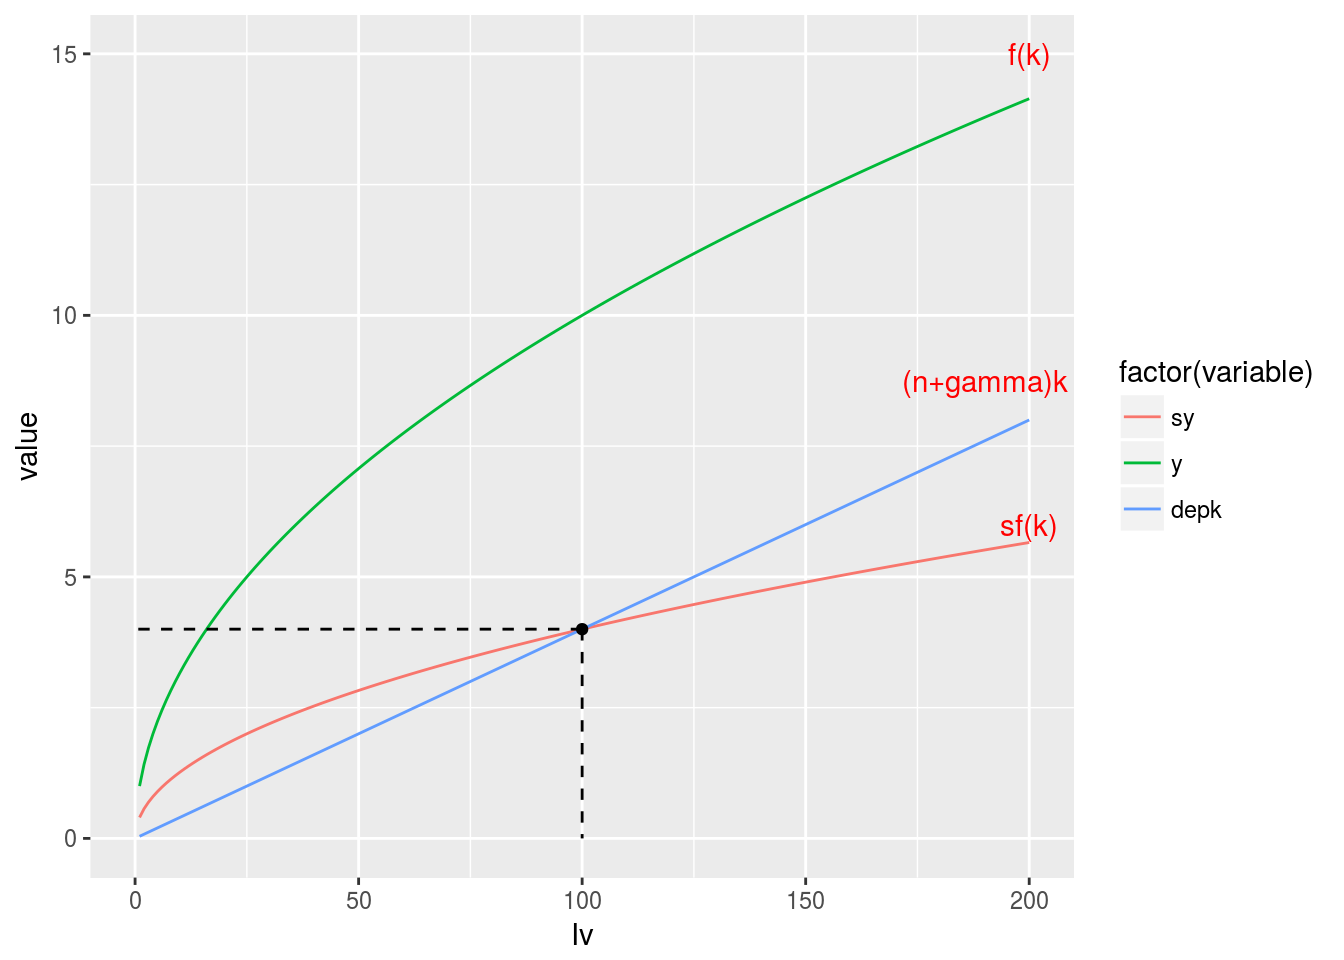 15
10
5
0
value
f(k)
(n+gamma)k
sf(k)
0
50
100
150
200
lv
factor(variable)
sy
y
depk